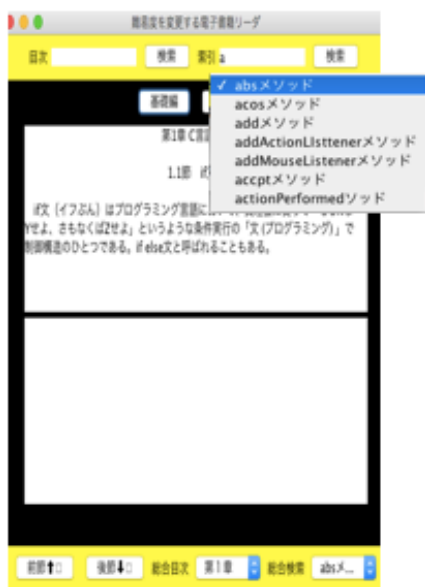 難易度を変更する電子書籍リーダ
目次 検索 索引 a 検索
✓ absメソッド
acosメソッド
addメソッド
addActionLIsttenerメソッド
addMouseListenerメソッド
accptメソッド
actionPerformedソッド
基礎編
第1章 C言
1.1節 if
if文 (イフぶん) はプログラミング言語に
Yせよ、さもなくばZせよ」というような条件実行の「文 (プログラミング)」で
制御構造のひとつである。if else文と呼ばれることもある。
前節↑ 後節↓ 総合目次 第1章 総合検索 absメ...